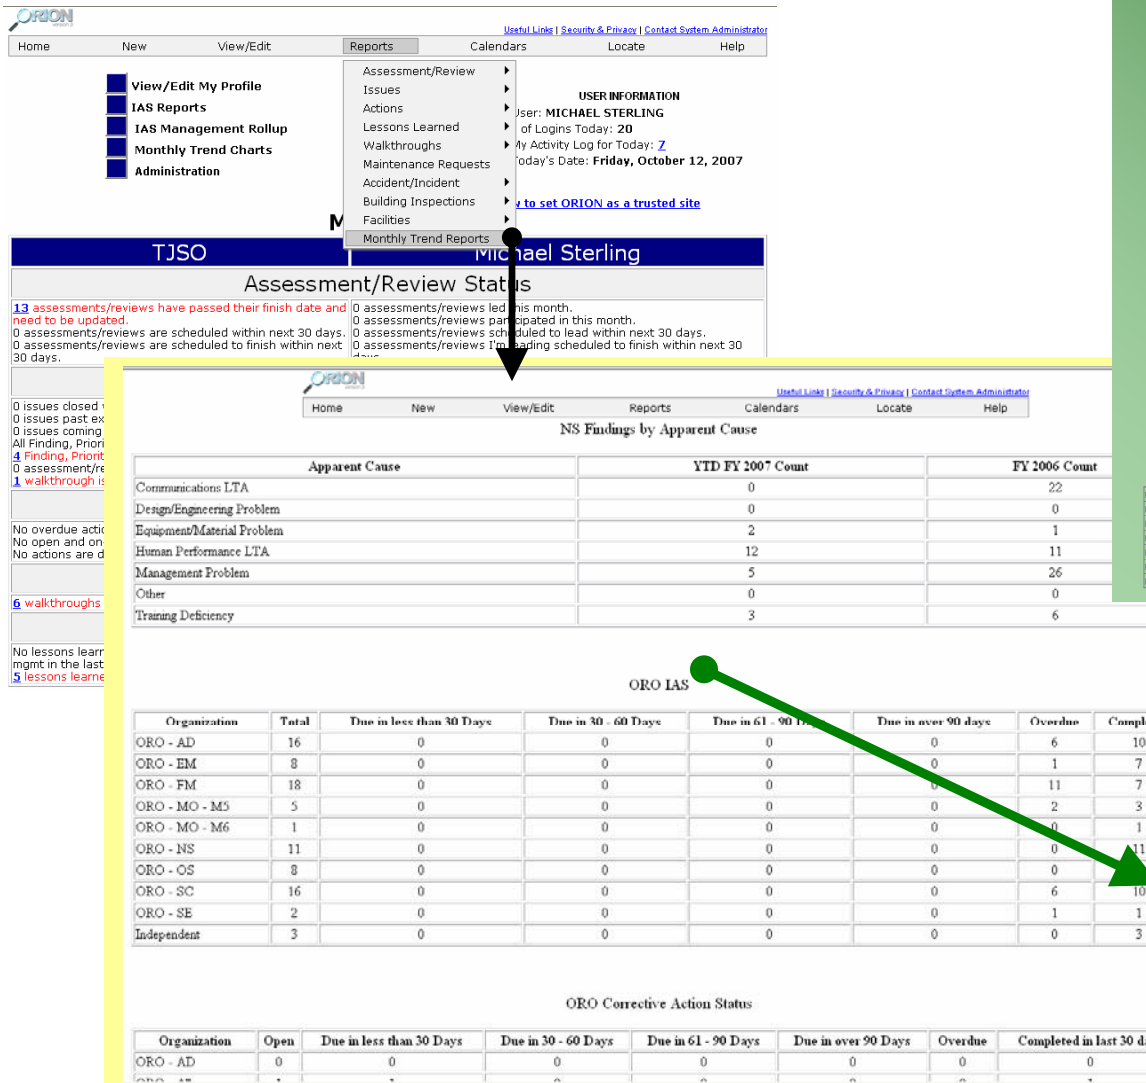 ORION
version 3
Useful Links | Security & Privacy | Contact System Administrator
Home New View/Edit Reports Calendars Locate Help
View/Edit My Profile
IAS Reports
IAS Management Rollup
Monthly Trend Charts
Administration
Assessment/Review
Issues
Actions
Lessons Learned
Walkthroughs
Maintenance Requests
Accident/Incident
Building Inspections
Facilities
Monthly Trend Reports
USER INFORMATION
User: MICHAEL STERLING
of Logins Today: 20
My Activity Log for Today: 7
Today's Date: Friday, October 12, 2007
to set ORION as a trusted site
M
TJSO Michael Sterling
Assessment/Review Status
13 assessments/reviews have passed their finish date and
need to be updated.
0 assessments/reviews are scheduled within next 30 days.
0 assessments/reviews are scheduled to finish within next
30 days.
0 assessments/reviews led this month.
0 assessments/reviews participated in this month.
0 assessments/reviews scheduled to lead within next 30 days.
0 assessments/reviews I'm leading scheduled to finish within next 30
days.
0 issues closed
0 issues past ex
0 issues coming
All Finding, Priori
4 Finding, Priorit
0 assessment/re
1 walkthrough is
No overdue actio
No open and on
No actions are d
6 walkthroughs
No lessons learn
mgmt in the last
5 lessons learne
ORION
Useful Links | Security & Privacy | Contact System Administrator
Home New View/Edit Reports Calendars Locate Help
NS Findings by Apparent Cause
Apparent Cause YTD FY 2007 Count FY 2006 Count
Communications LTA 0 22
Design/Engineering Problem 0 0
Equipment/Material Problem 2 1
Human Performance LTA 12 11
Management Problem 5 26
Other 0 0
Training Deficiency 3 6
ORO IAS
Organization Total Due in less than 30 Days Due in 30 - 60 Days Due in 61 - 90 Days Due in over 90 days Overdue Comple
ORO - AD 16 0 0 0 0 6 10
ORO - EM 8 0 0 0 0 1 7
ORO - FM 18 0 0 0 0 11 7
ORO - MO - M5 5 0 0 0 0 2 3
ORO - MO - M6 1 0 0 0 0 0 1
ORO - NS 11 0 0 0 0 0 11
ORO - OS 8 0 0 0 0 0
ORO - SC 16 0 0 0 0 6 10
ORO - SE 2 0 0 0 0 1 1
Independent 3 0 0 0 0 0 3
ORO Corrective Action Status
Organization Open Due in less than 30 Days Due in 30 - 60 Days Due in 61 - 90 Days Due in over 90 Days Overdue Completed in last 30 da
ORO - AD 0 0 0 0 0 0 0